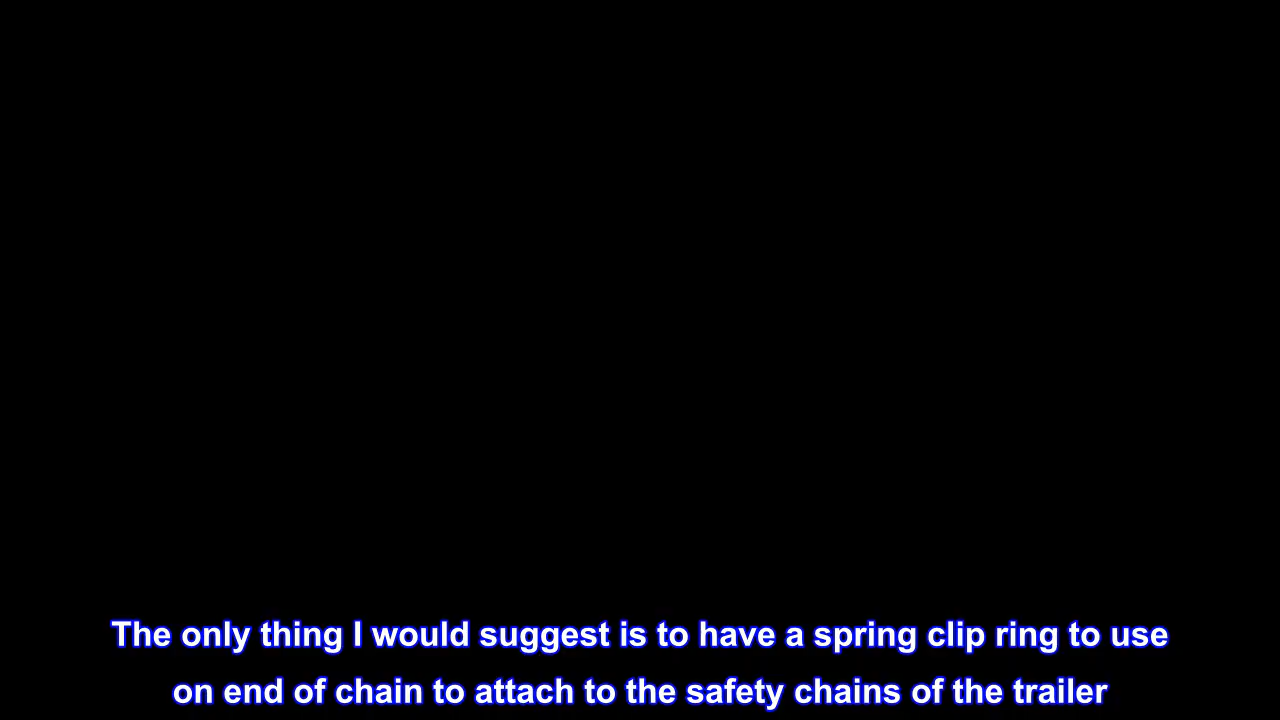 The only thing I would suggest is to have a spring clip ring to use
on end of chain to attach to the safety chains of the trailer